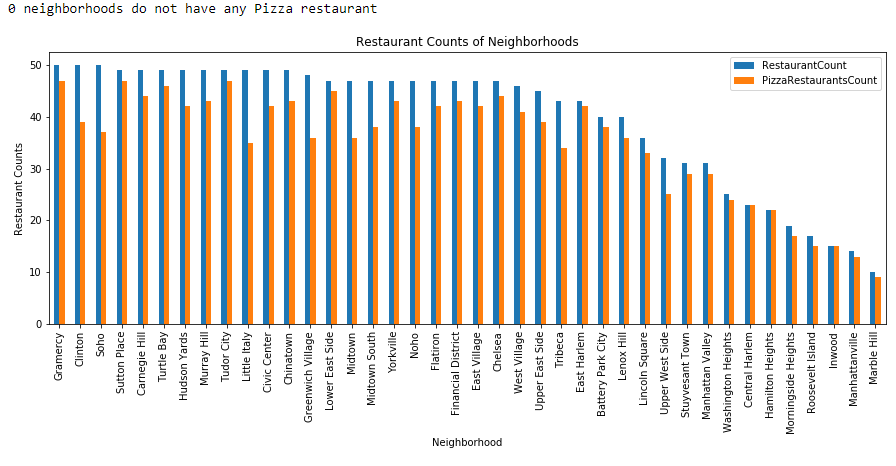 0 neighborhoods do not have any Pizza restaurant
Restaurant Counts of Neighborhoods
RestaurantCount
PizzaRestaurantsCount
Restaurant Counts
50
40
30
20
10
0
Gramercy
Clinton
Soho
Sutton Place
Carnegie Hill
Turtle Bay
Hudson Yards
Murray Hill
Tudor City
Little Italy
Civic Center
Chinatown
Greenwich Village
Lower East Side
Midtown
Midtown South
Yorkville
Noho
Flatiron
Financial District
East Village
Chelsea
West Village
Upper East Side
Tribeca
East Harlem
Battery Park City
Lenox Hill
Lincoln Square
Upper West Side
Stuyvesant Town
Manhattan Valley
Washington Heights
Central Harlem
Hamilton Heights
Morningside Heights
Roosevelt Island
Inwood
Manhattanville
Marble Hill
Neighborhood